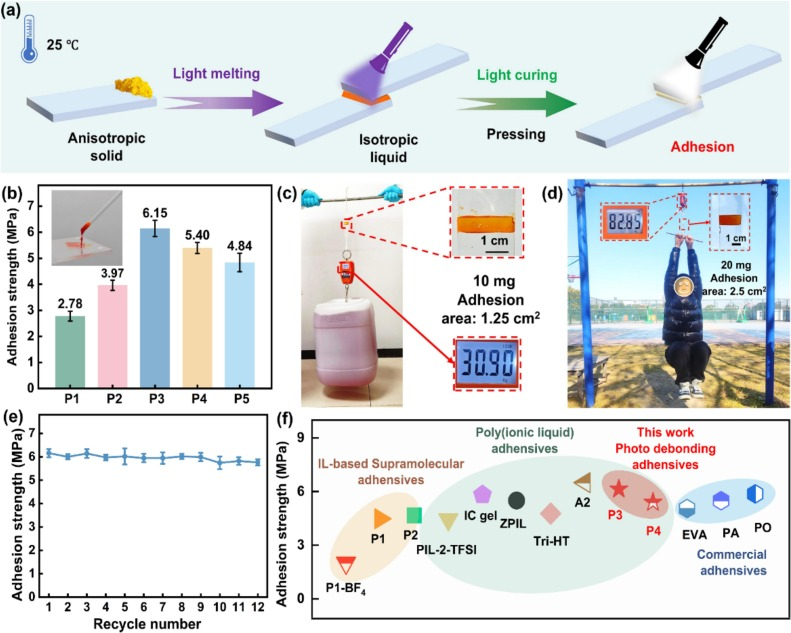 (a)
25 °C
Light melting
Light curing
Pressing
Anisotropic
solid
Isotropic
liquid
Adhesion
(b)
Adhesion strength (MPa)
7
6
5
4
3
2
1
0
2.78
3.97
6.15
5.40
4.84
P1
P2
P3
P4
P5
(c)
1 cm
10 mg
Adhesion
area: 1.25 cm2
30.90
(d)
82.85
1 cm
20 mg
Adhesion
area: 2.5 cm2
(e)
Adhesion strength (MPa)
8
7
6
5
4
3
2
1
0
1 2 3 4 5 6 7 8 9 10 11 12
Recycle number
(f)
Adhesion strength (MPa)
9
6
3
0
IL-based Supramolecular
adhensives
Poly(ionic liquid)
adhensives
This work
Photo debonding
adhensives
P1-BF4
P1
P2
PIL-2-TFSI
IC gel
ZPIL
Tri-HT
A2
P3
P4
EVA
PA
PO
Commercial
adhensives